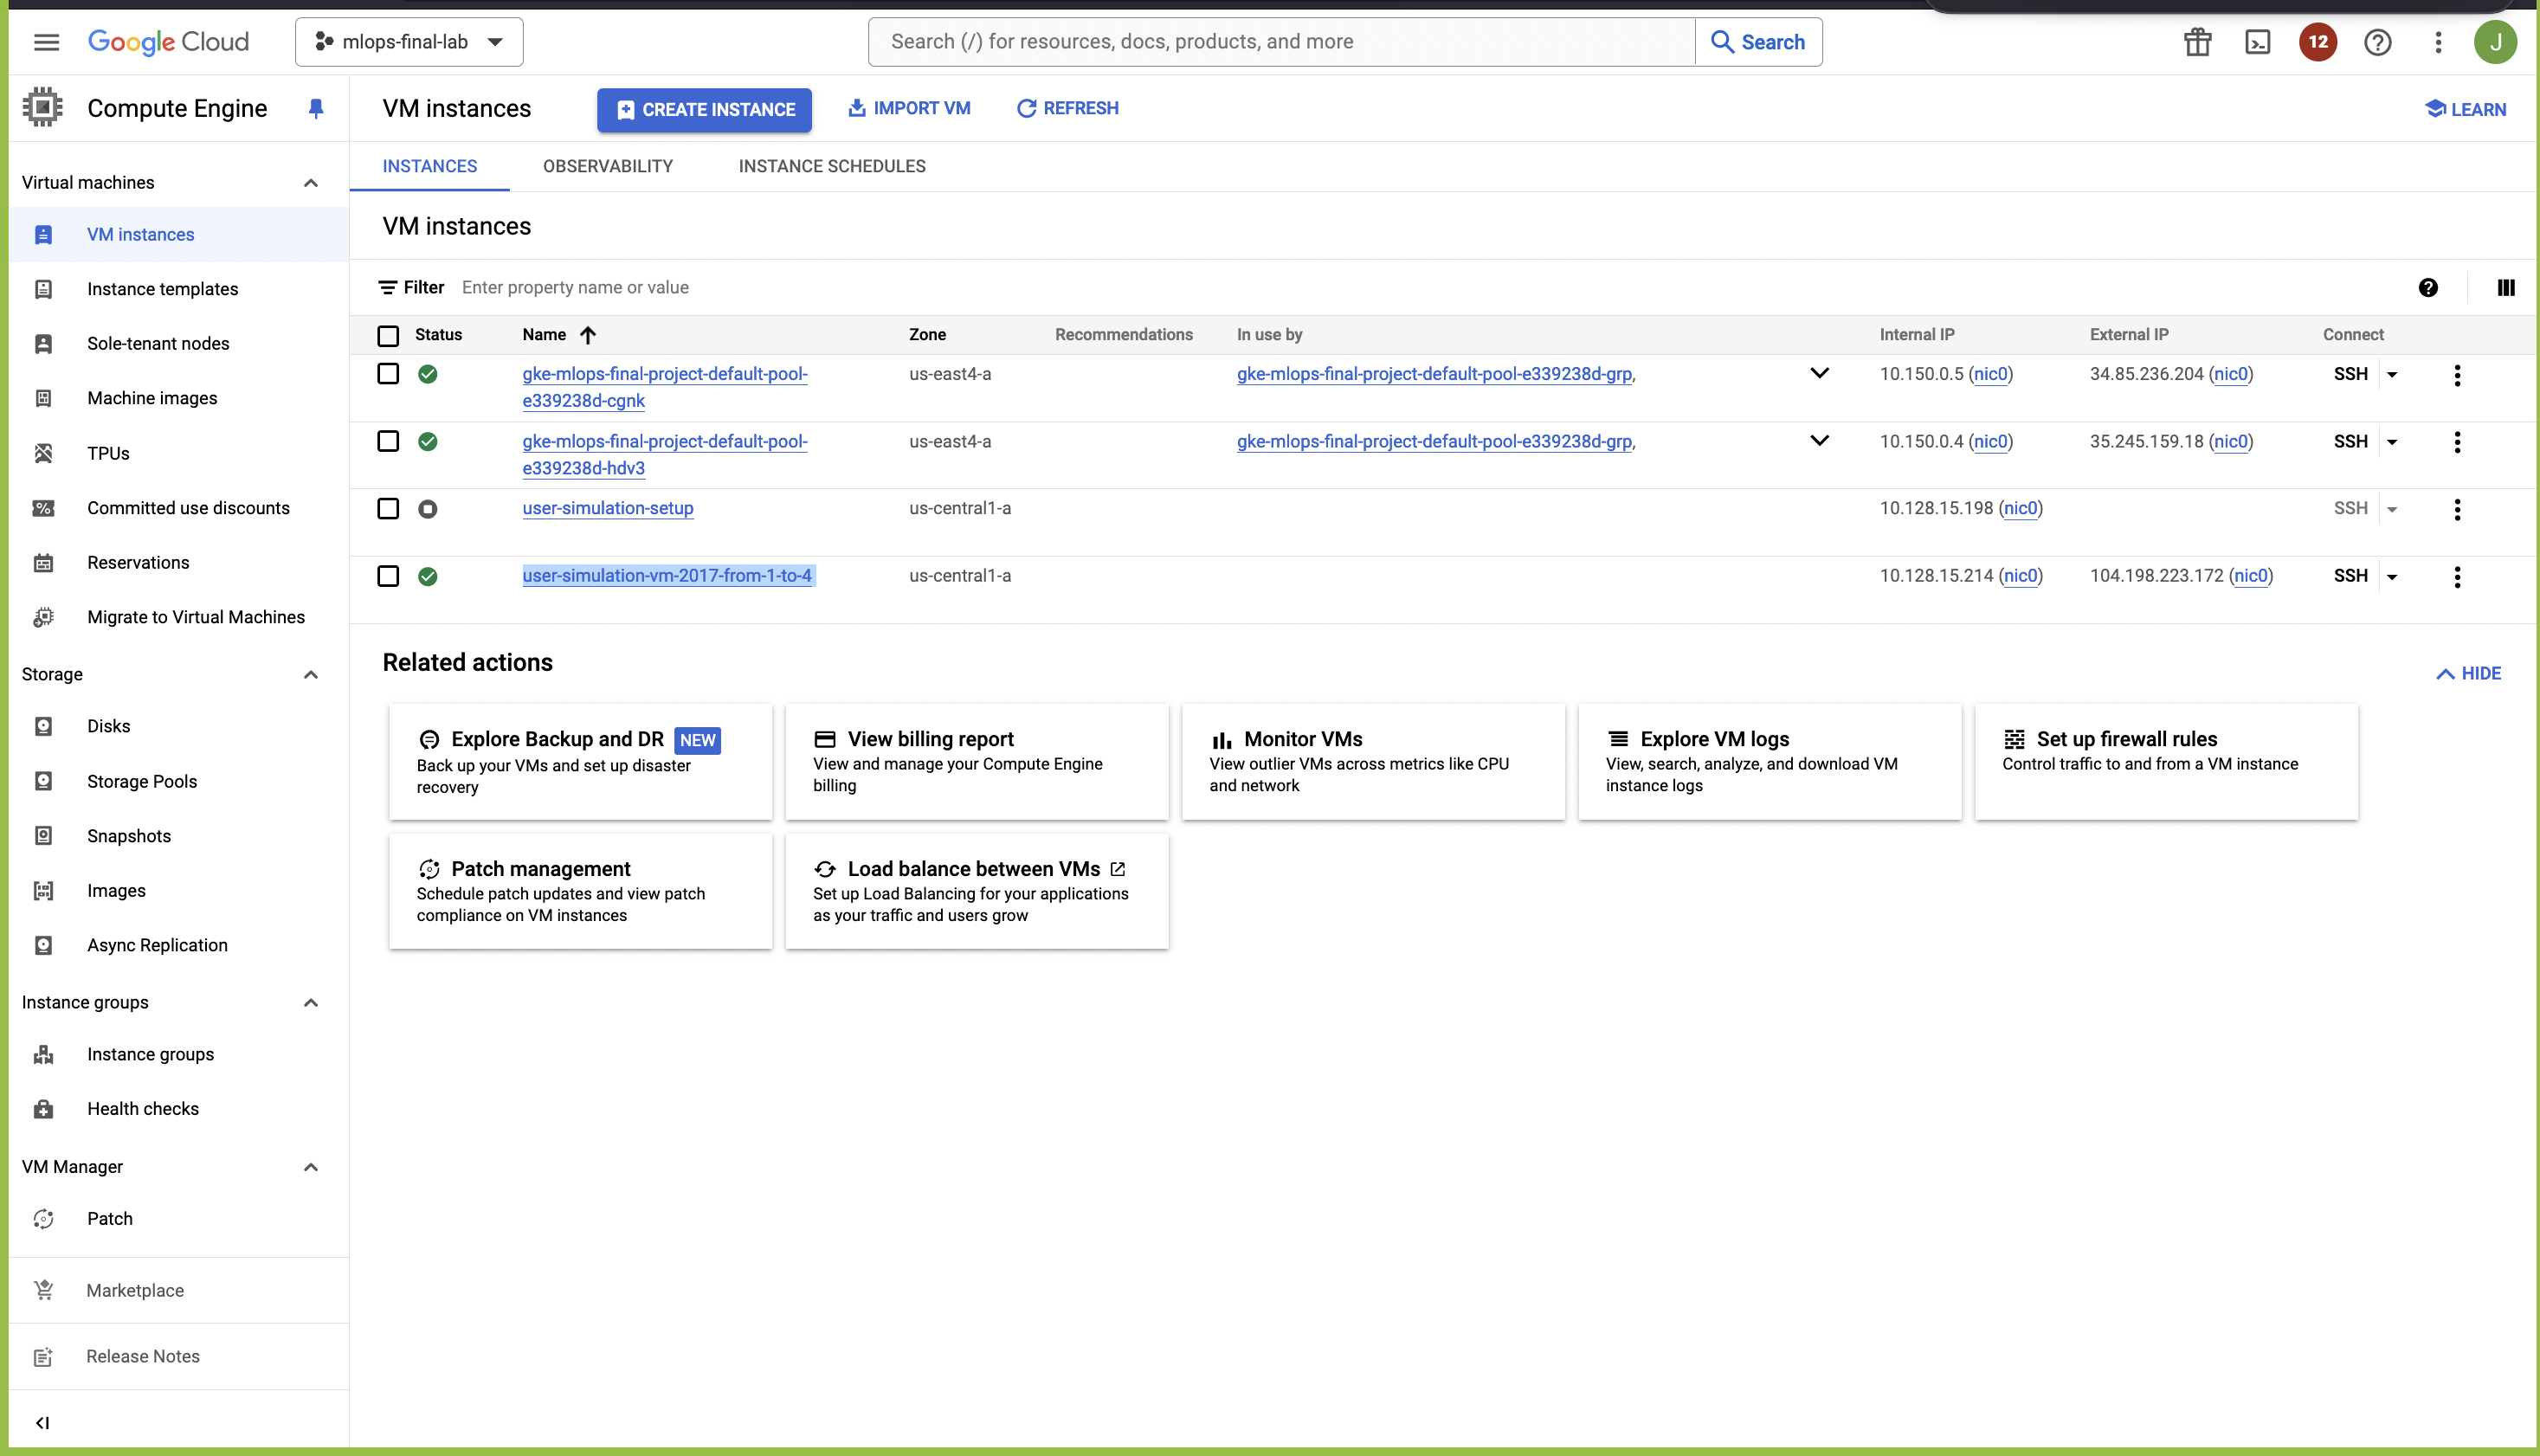 Google Cloud
mlops-final-lab
Search (/) for resources, docs, products, and more
Search
12
J
Compute Engine
VM instances
CREATE INSTANCE
IMPORT VM
REFRESH
LEARN
Virtual machines
VM instances
Instance templates
Sole-tenant nodes
Machine images
TPUs
Committed use discounts
Reservations
Migrate to Virtual Machines
Storage
Disks
Storage Pools
Snapshots
Images
Async Replication
Instance groups
Instance groups
Health checks
VM Manager
Patch
Marketplace
Release Notes
INSTANCES OBSERVABILITY INSTANCE SCHEDULES
VM instances
Filter Enter property name or value
Status Name Zone Recommendations In use by Internal IP External IP Connect
gke-mlops-final-project-default-pool- us-east4-a gke-mlops-final-project-default-pool-e339238d-grp, 10.150.0.5 (nic0) 34.85.236.204 (nic0) SSH
e339238d-cgnk
gke-mlops-final-project-default-pool- us-east4-a gke-mlops-final-project-default-pool-e339238d-grp, 10.150.0.4 (nic0) 35.245.159.18 (nic0) SSH
e339238d-hdv3
user-simulation-setup us-central1-a 10.128.15.198 (nic0) SSH
user-simulation-vm-2017-from-1-to-4 us-central1-a 10.128.15.214 (nic0) 104.198.223.172 (nic0) SSH
Related actions
HIDE
Explore Backup and DR NEW
Back up your VMs and set up disaster
recovery
View billing report
View and manage your Compute Engine
billing
Monitor VMs
View outlier VMs across metrics like CPU
and network
Explore VM logs
View, search, analyze, and download VM
instance logs
Set up firewall rules
Control traffic to and from a VM instance
Patch management
Schedule patch updates and view patch
compliance on VM instances
Load balance between VMs
Set up Load Balancing for your applications
as your traffic and users grow